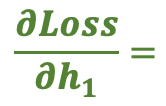 ∂Loss
∂h₁ =